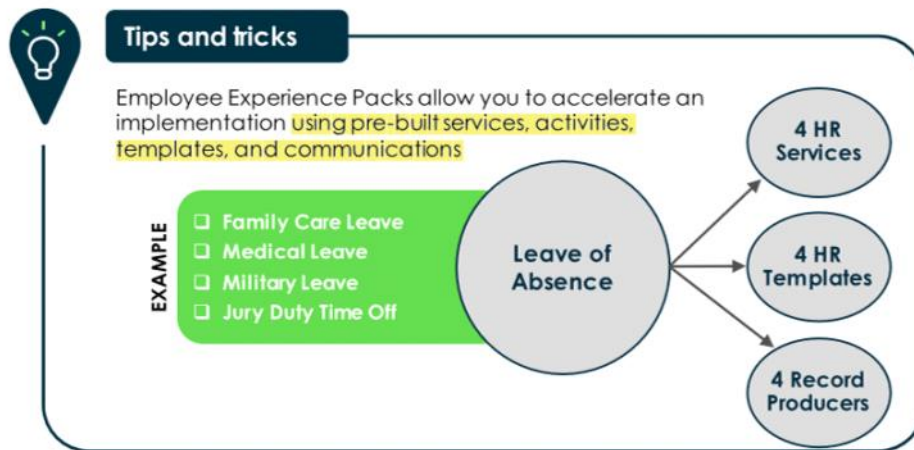 Tips and tricks
Employee Experience Packs allow you to accelerate an
implementation using pre-built services, activities,
templates, and communications
EXAMPLE
❑ Family Care Leave
❑ Medical Leave
❑ Military Leave
❑ Jury Duty Time Off
Leave of
Absence
4 HR
Services
4 HR
Templates
4 Record
Producers